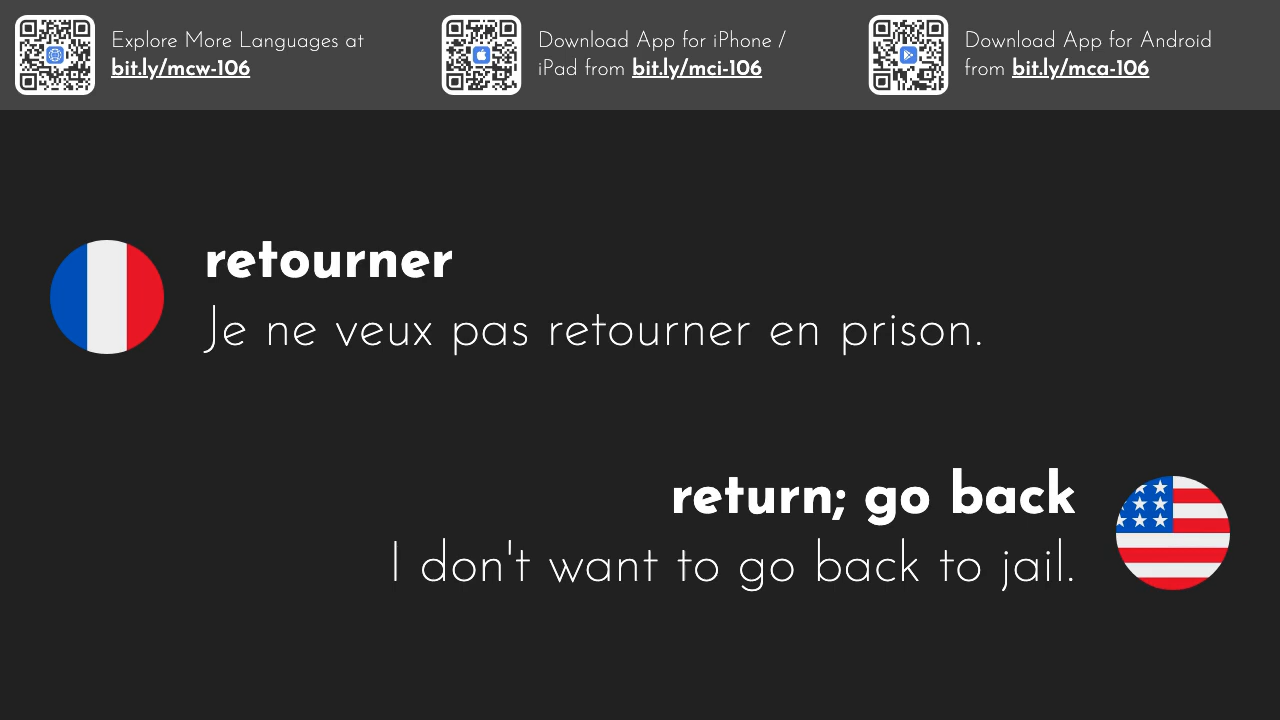 Explore More Languages at
bit.ly/mcw-106
Download App for iPhone /
iPad from bit.ly/mci-106
Download App for Android
from bit.ly/mca-106
retourner
Je ne veux pas retourner en prison.
return; go back
I don't want to go back to jail.